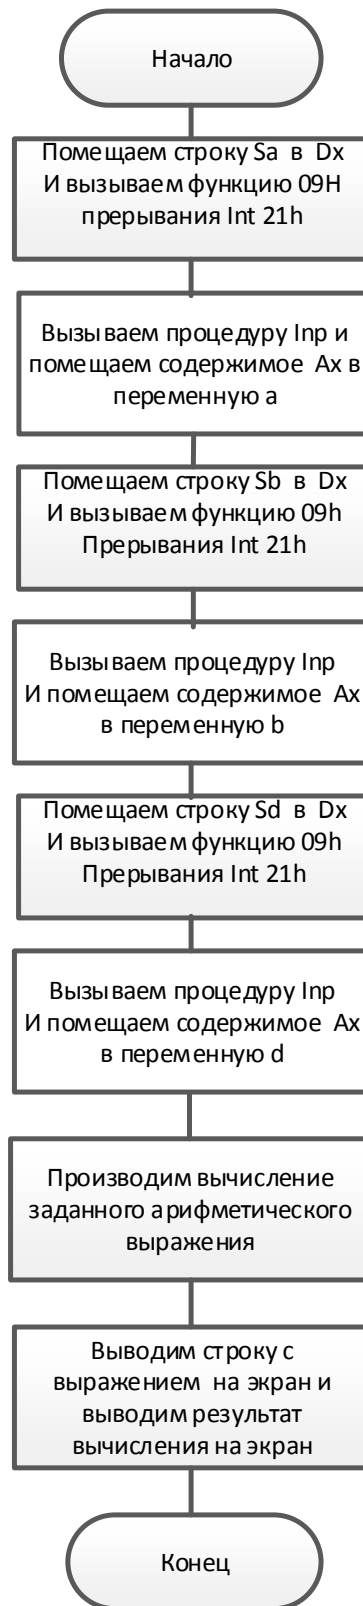 Начало
Помещаем строку Sa в Dx
И вызываем функцию 09H
прерывания Int 21h
Вызываем процедуру Inp и
помещаем содержимое Ax в
переменную a
Помещаем строку Sb в Dx
И вызываем функцию 09h
Прерывания Int 21h
Вызываем процедуру Inp
И помещаем содержимое Ax
в переменную b
Помещаем строку Sd в Dx
И вызываем функцию 09h
Прерывания Int 21h
Вызываем процедуру Inp
И помещаем содержимое Ax
в переменную d
Производим вычисление
заданного арифметического
выражения
Выводим строку с
выражением на экран и
выводим результат
вычисления на экран
Конец